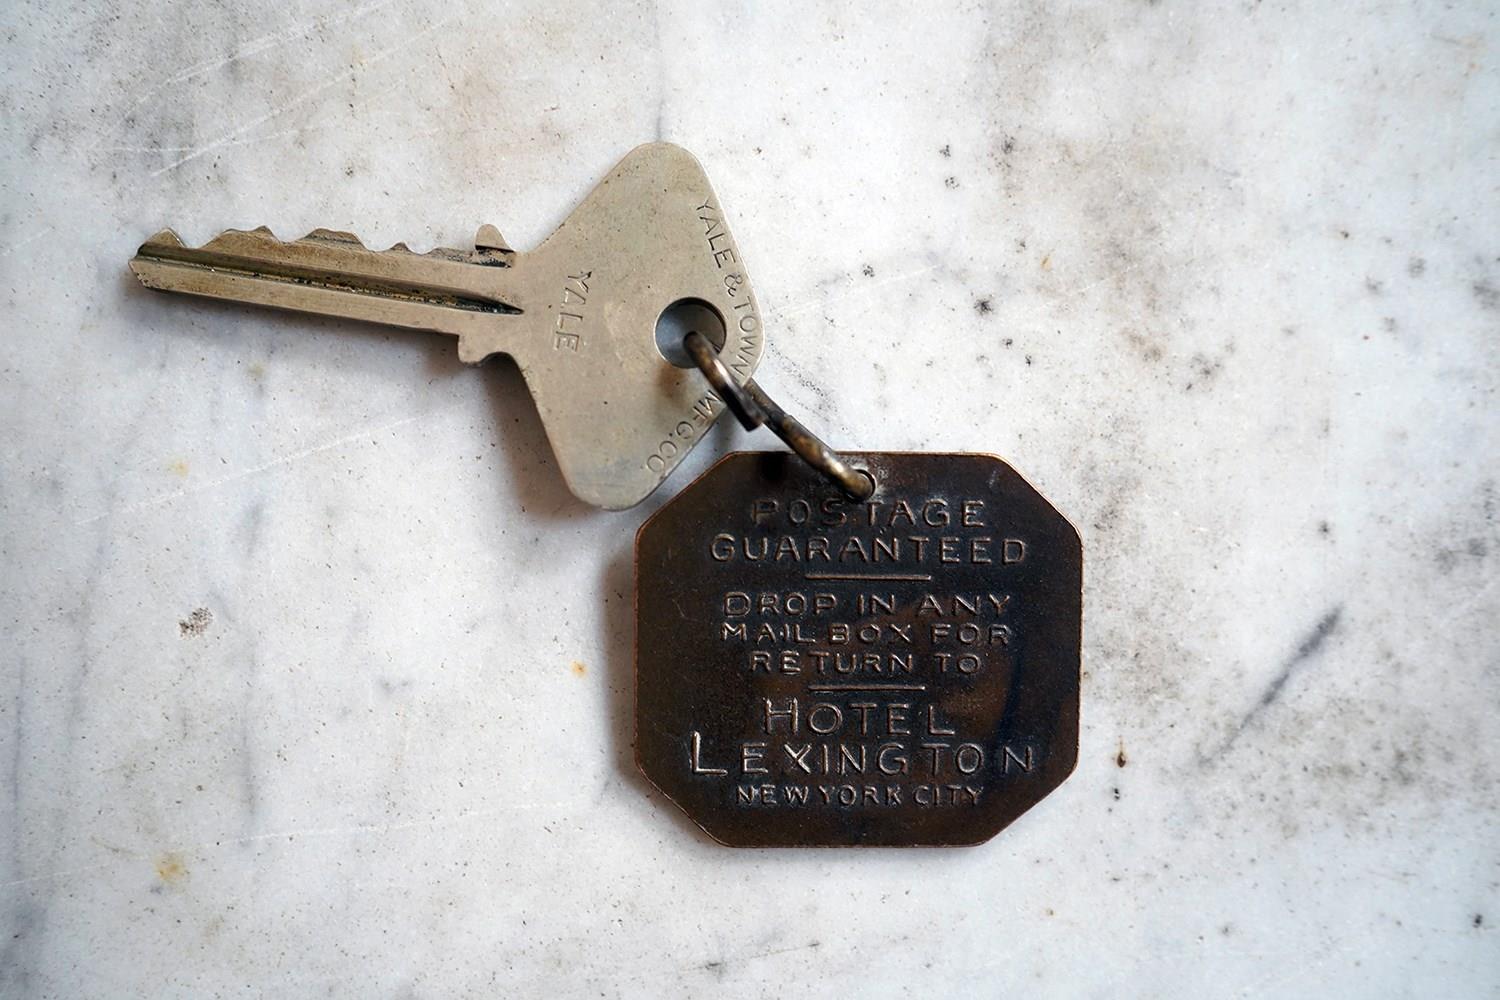 YALE
YALE & TOWNE MFG.CO.
POSTAGE
GUARANTEED
DROP IN ANY
MAIL BOX FOR
RETURN TO
HOTEL
LEXINGTON
NEW YORK CITY